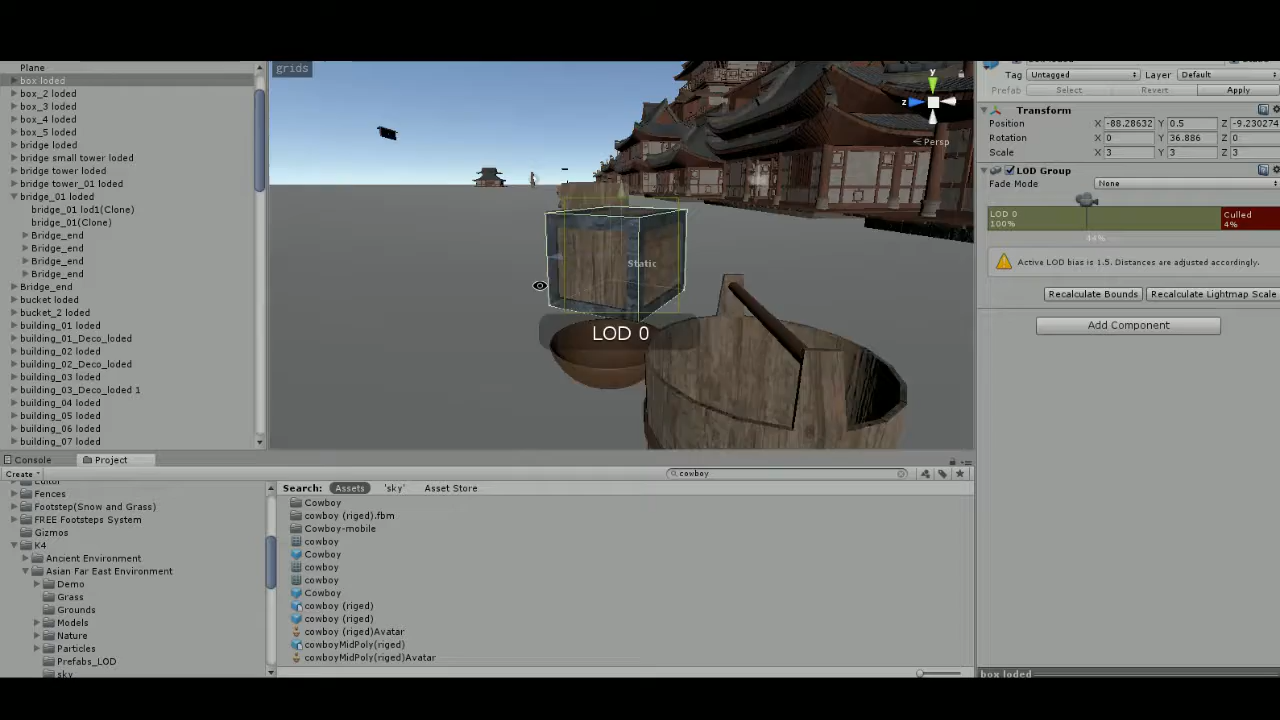 Plane
box loded
box_2 loded
box_3 loded
box_4 loded
box_5 loded
bridge loded
bridge small tower loded
bridge tower loded
bridge tower_01 loded
bridge_01 loded
bridge_01 lod1(Clone)
bridge_01(Clone)
Bridge_end
Bridge_end
Bridge_end
Bridge_end
Bridge_end
bucket loded
bucket_2 loded
building_01 loded
building_01_Deco_loded
building_02 loded
building_02_Deco_loded
building_03 loded
building_03_Deco_loded 1
building_04 loded
building_05 loded
building_06 loded
building_07 loded
grids
y
z
Persp
Static
LOD 0
Tag Untagged Layer Default
Prefab Select Revert Apply
Transform
Position X -88.28632 Y 0.5 Z -9.230274
Rotation X 0 Y 36.886 Z 0
Scale X 3 Y 3 Z 3
LOD Group
Fade Mode None
LOD 0
100%
Culled
4%
44%
Active LOD bias is 1.5. Distances are adjusted accordingly.
Recalculate Bounds Recalculate Lightmap Scale
Add Component
Console Project
Create
cowboy
Fences
Footstep(Snow and Grass)
FREE Footsteps System
Gizmos
K4
Ancient Environment
Asian Far East Environment
Demo
Grass
Grounds
Models
Nature
Particles
Prefabs_LOD
sky
Search: Assets 'sky' Asset Store
Cowboy
cowboy (riged).fbm
Cowboy-mobile
cowboy
Cowboy
cowboy
cowboy
Cowboy
cowboy (riged)
cowboy (riged)
cowboy (riged)Avatar
cowboyMidPoly(riged)
cowboyMidPoly(riged)Avatar
box loded